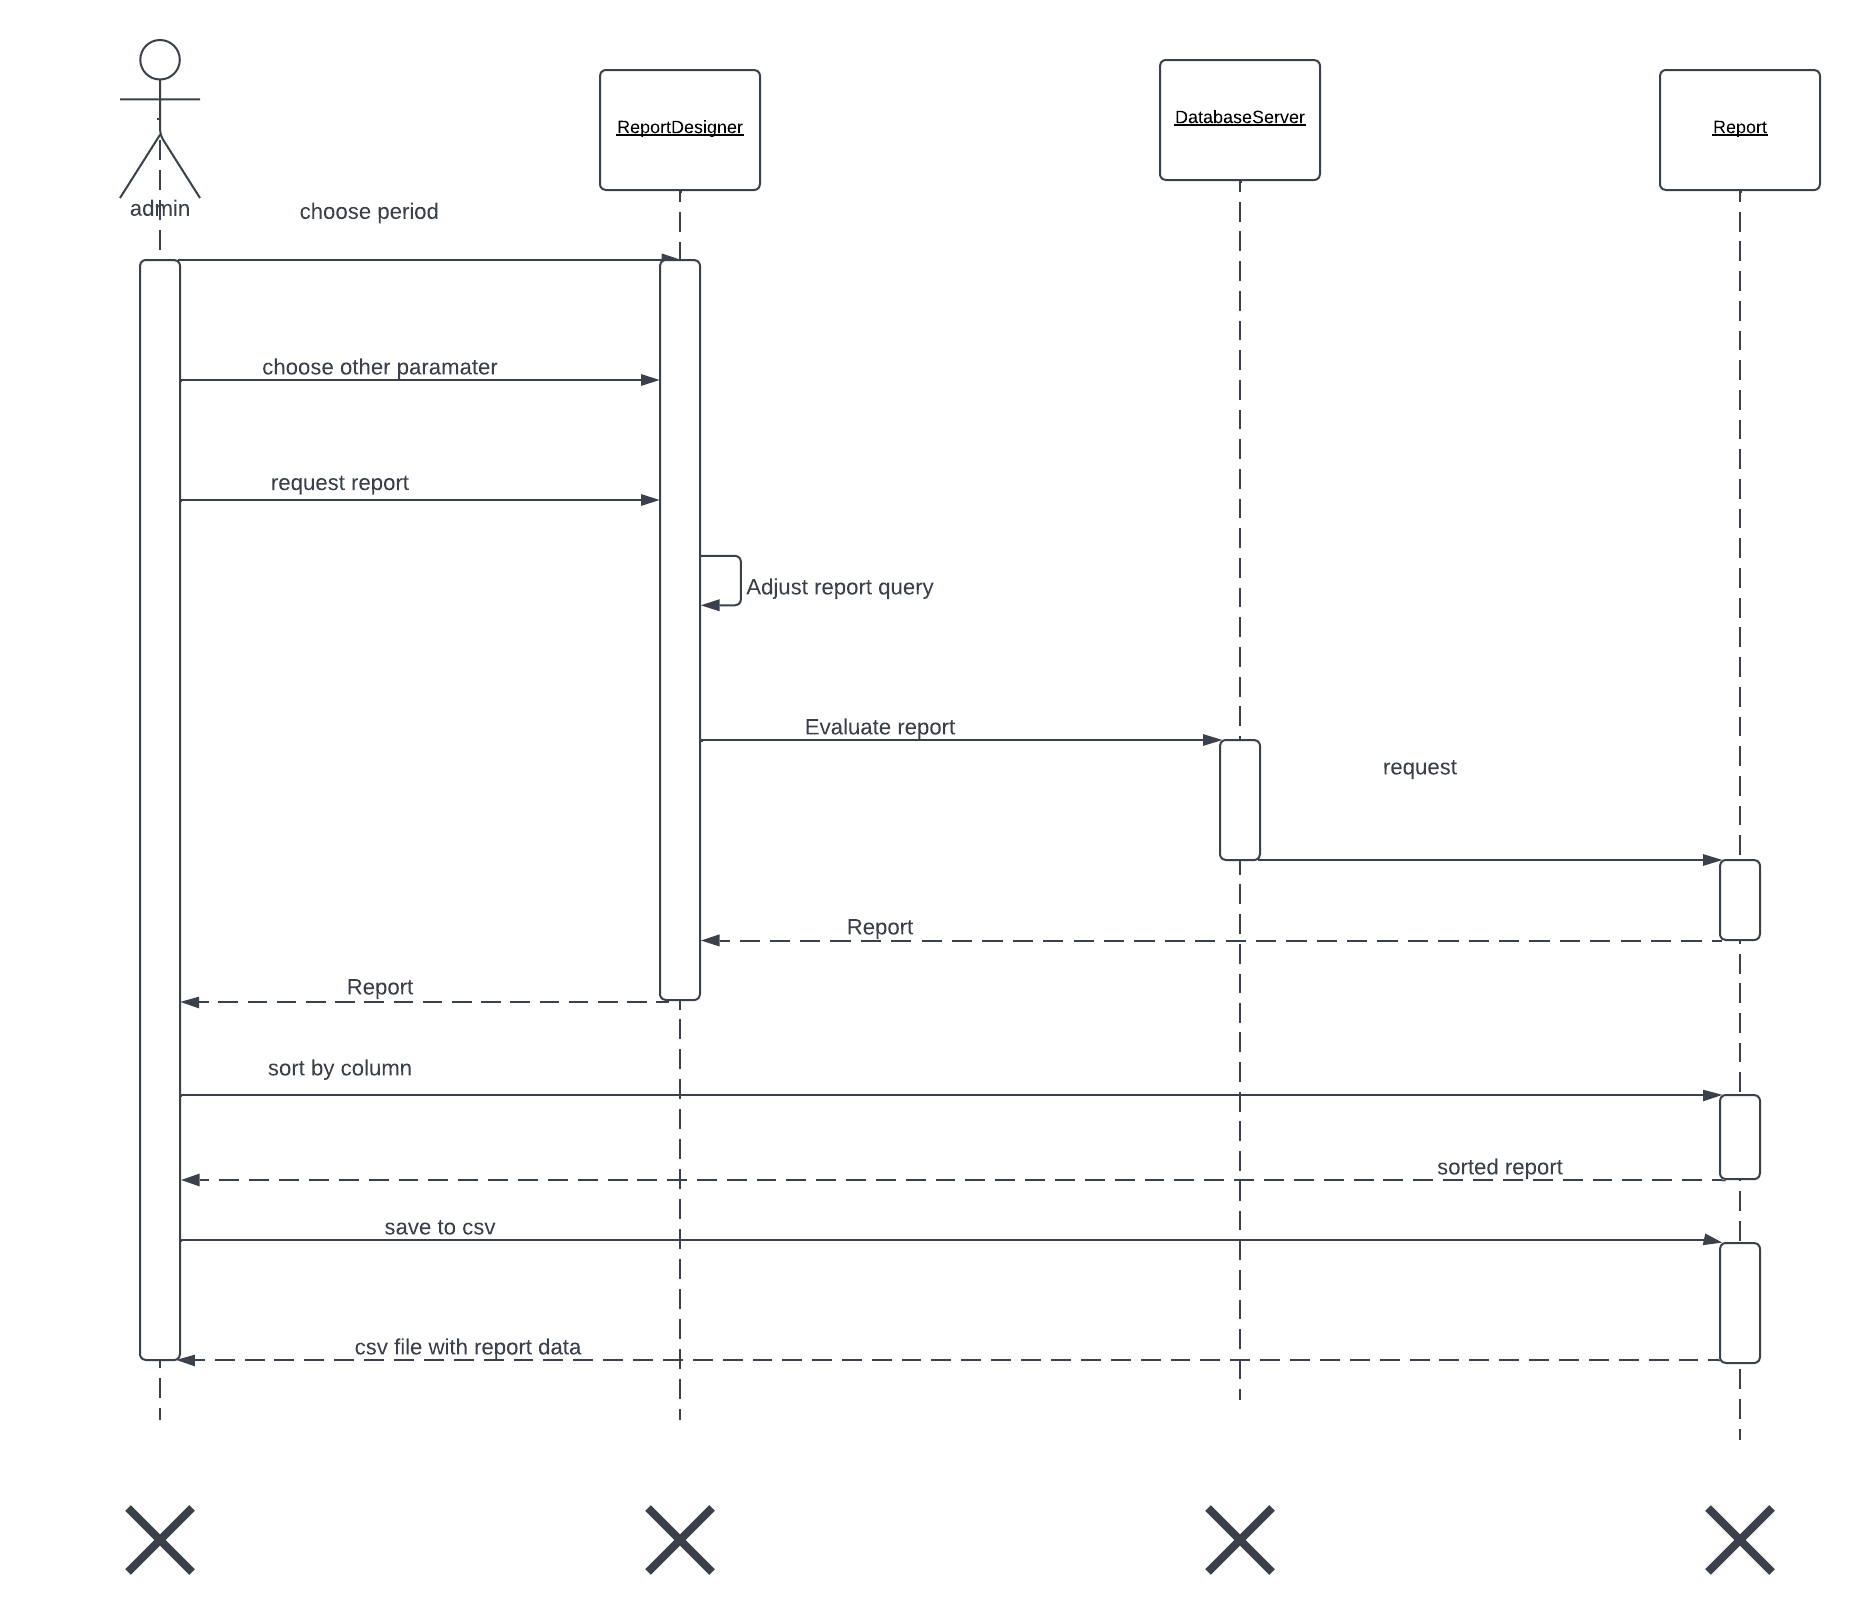 admin
ReportDesigner
DatabaseServer
Report
choose period
choose other paramater
request report
Adjust report query
Evaluate report
request
Report
Report
sort by column
sorted report
save to csv
csv file with report data